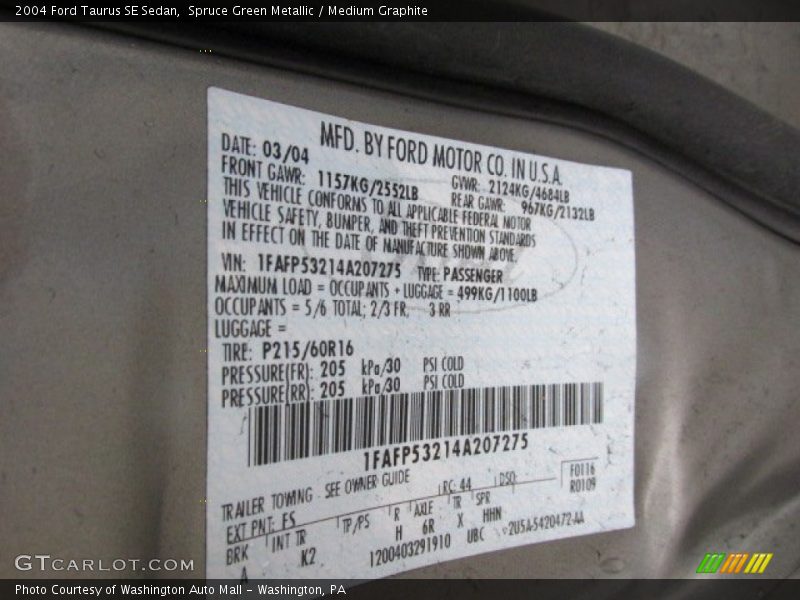 2004 Ford Taurus SE Sedan,  Spruce Green Metallic / Medium Graphite
MFD. BY FORD MOTOR CO. IN U.S.A.
DATE: 03/04 GVWR: 2124KG/4684LB
FRONT GAWR: 1157KG/2552LB REAR GAWR: 967KG/2132LB
THIS VEHICLE CONFORMS TO ALL APPLICABLE FEDERAL MOTOR
VEHICLE SAFETY, BUMPER, AND THEFT PREVENTION STANDARDS
IN EFFECT ON THE DATE OF MANUFACTURE SHOWN ABOVE.
VIN: 1FAFP53214A207275 TYPE: PASSENGER
MAXIMUM LOAD = OCCUPANTS + LUGGAGE = 499KG/1100LB
OCCUPANTS = 5/6 TOTAL; 2/3 FR, 3 RR
LUGGAGE =
TIRE: P215/60R16
PRESSURE(FR): 205 kPa/30 PSI COLD
PRESSURE(RR): 205 kPa/30 PSI COLD
1FAFP53214A207275
TRAILER TOWING - SEE OWNER GUIDE
EXT PNT: FS RC: 44 DSO: F0116
R0109
BRK INT TR TP/PS R AXLE TR SPR
A K2 H 6R X HHN
1200403291910 UBC 2U5A-5420472-AA
GTCARLOT.COM
Photo Courtesy of Washington Auto Mall - Washington, PA